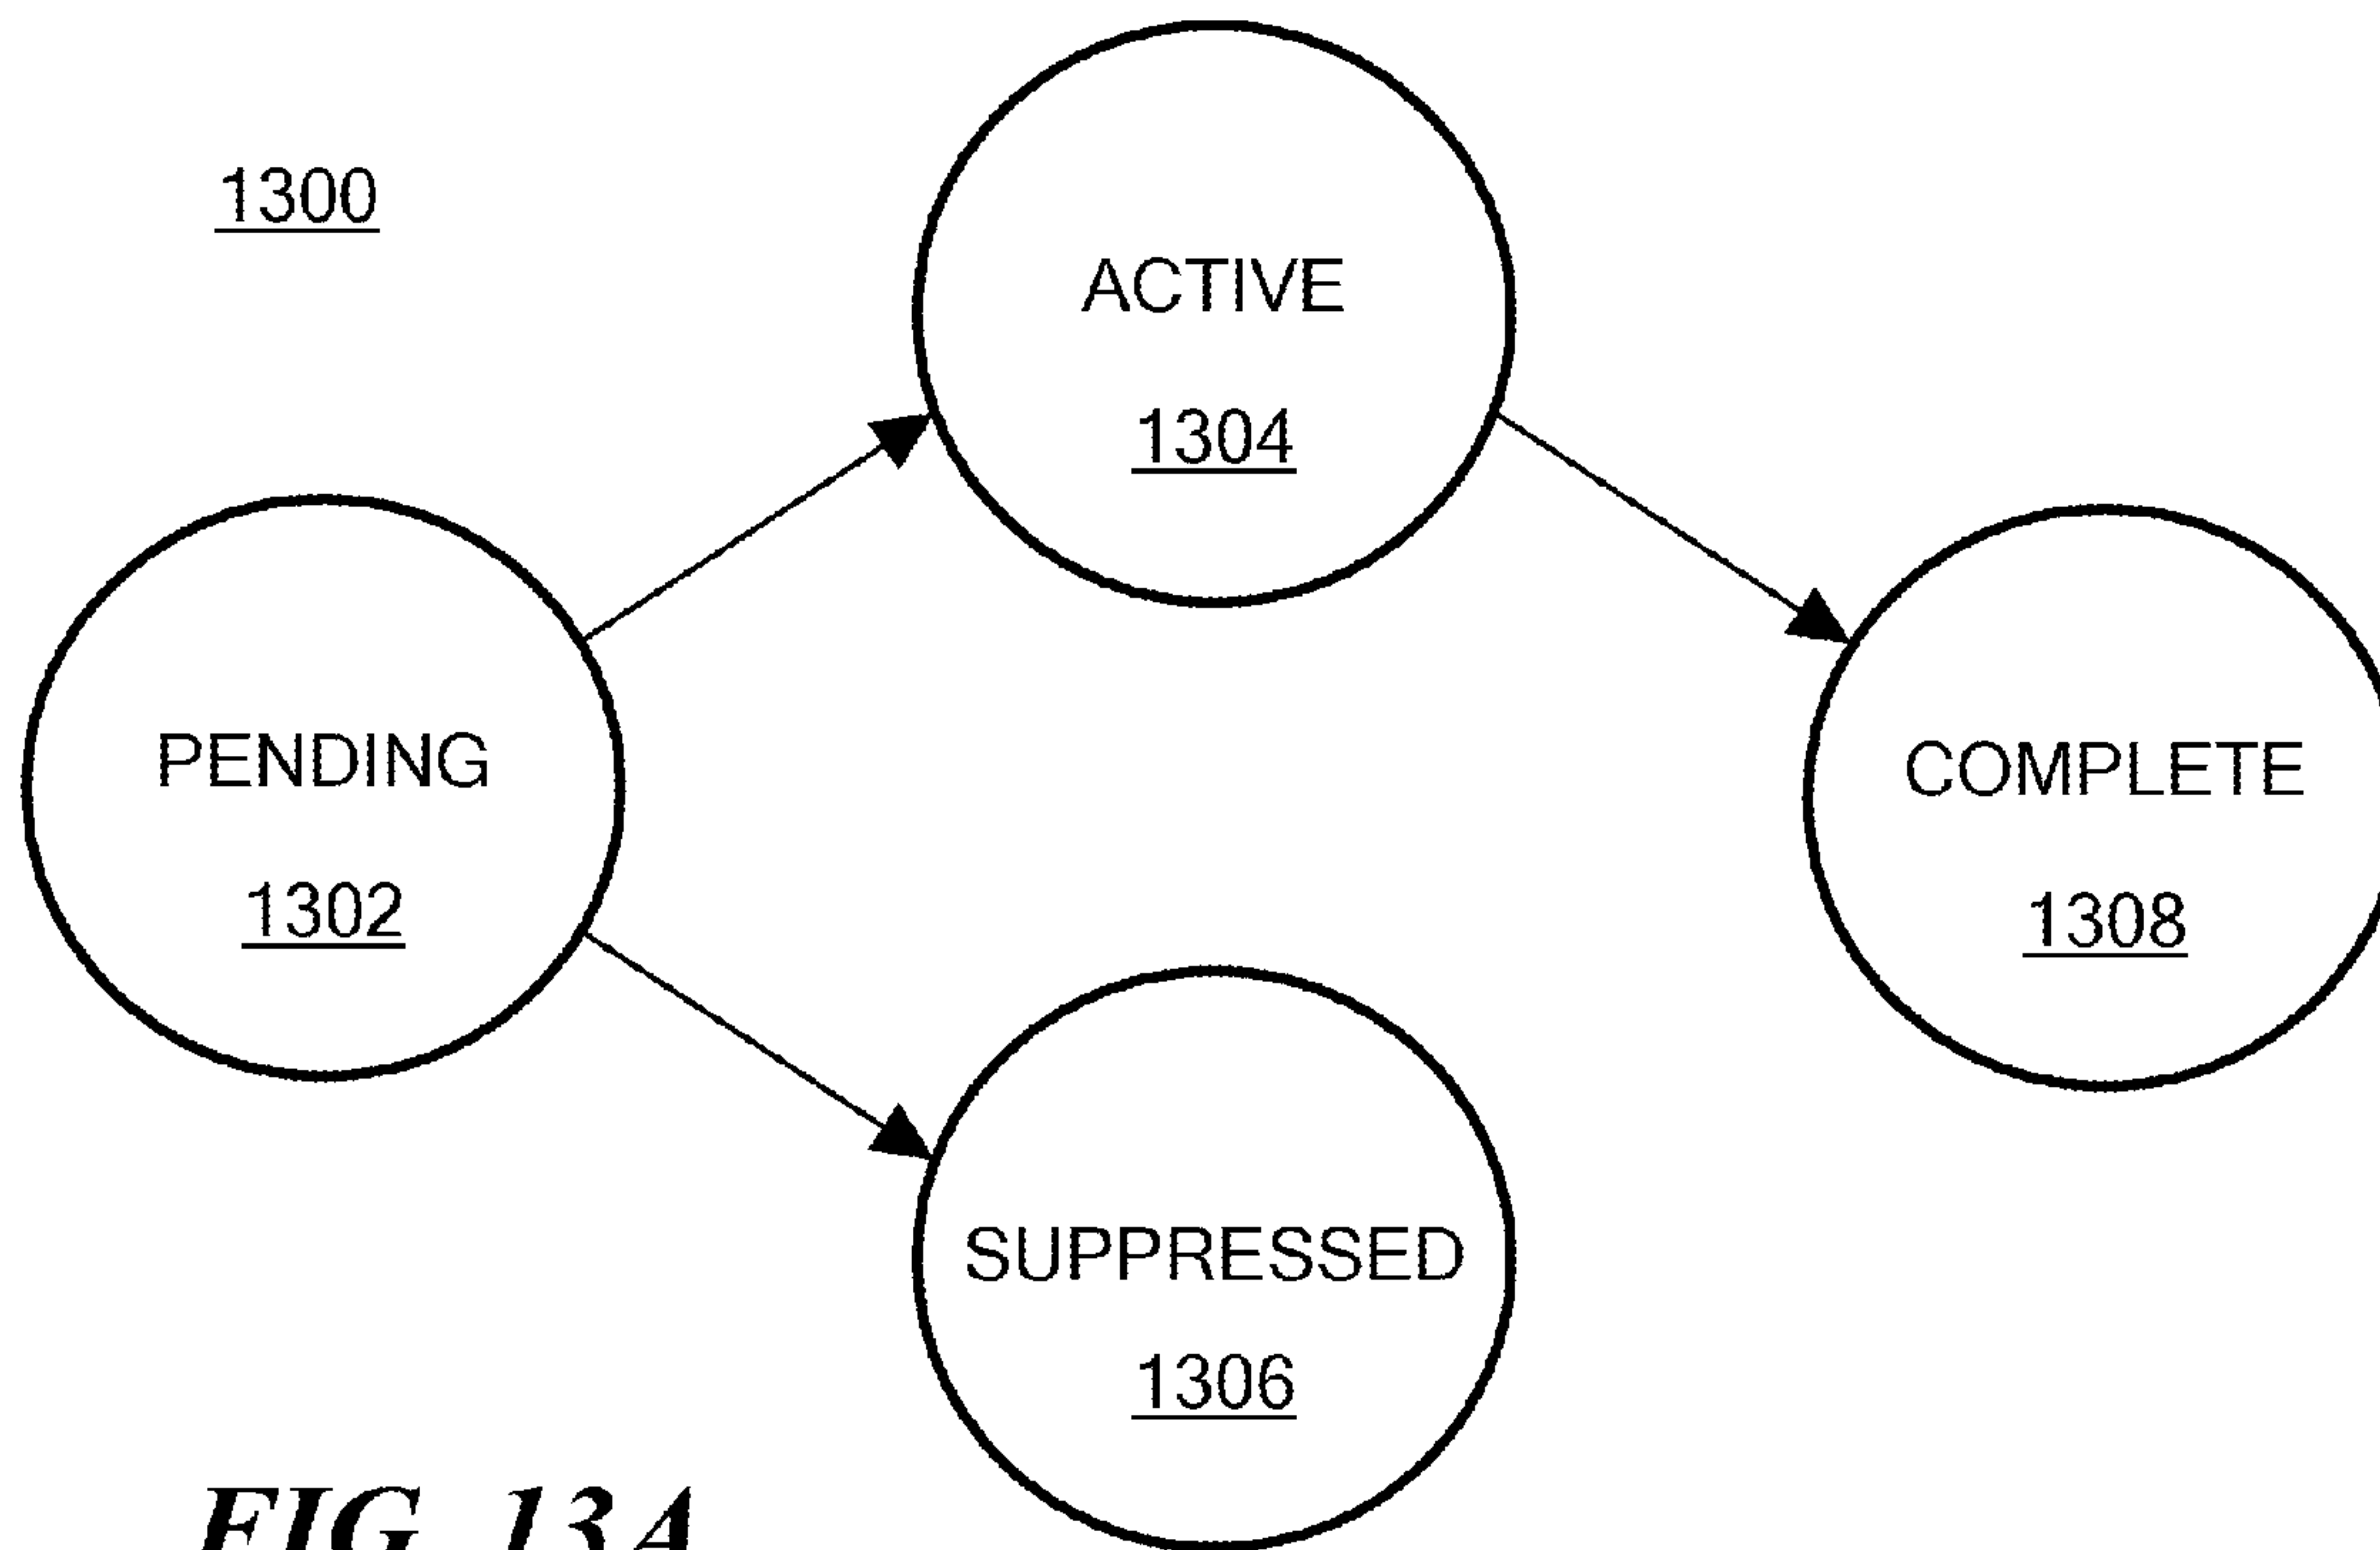 1300
ACTIVE
1304
PENDING
1302
COMPLETE
1308
SUPPRESSED
1306
FIG 13A